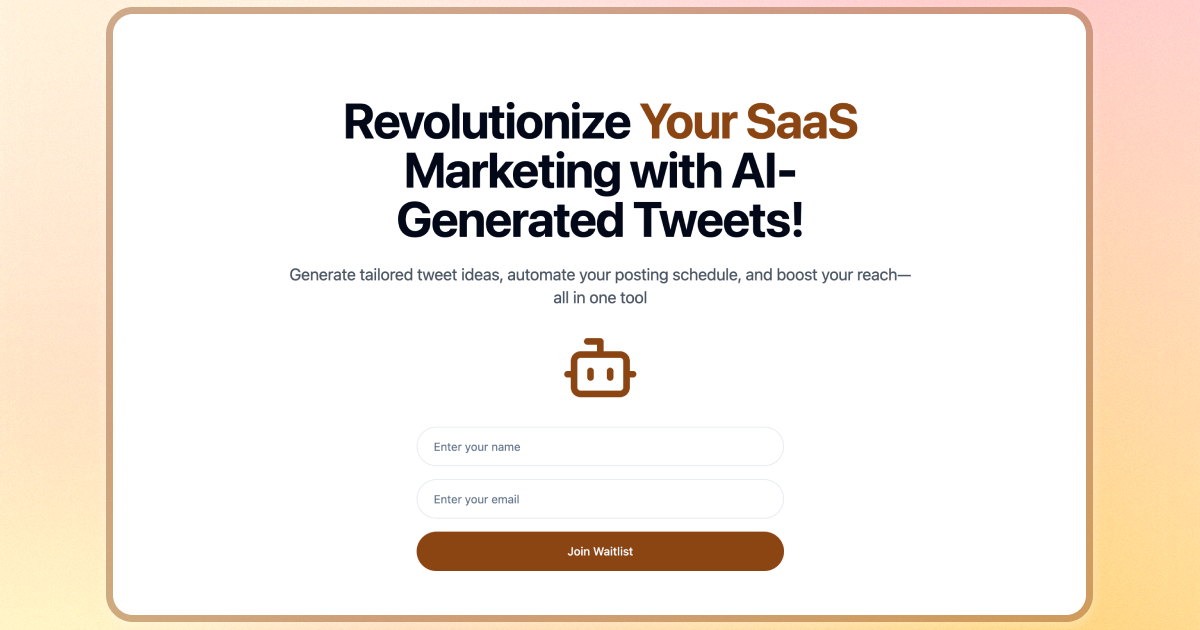 Revolutionize Your SaaS
Marketing with AI-
Generated Tweets!
Generate tailored tweet ideas, automate your posting schedule, and boost your reach—
all in one tool
Enter your name
Enter your email
Join Waitlist